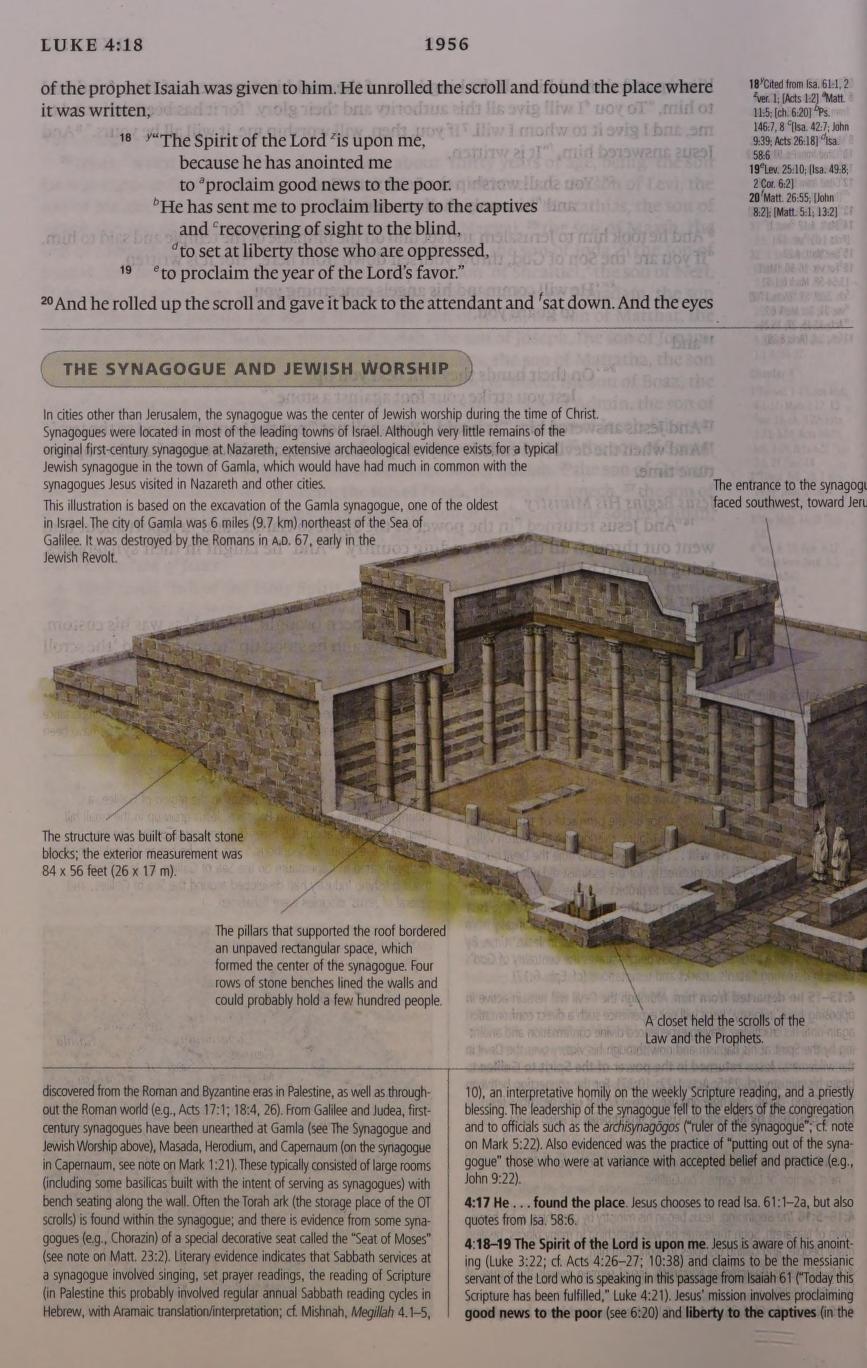 LUKE 4:18
1956
of the prophet Isaiah was given to him. He unrolled the scroll and found the place where
it was written,
18 y“The Spirit of the Lord zis upon me,
because he has anointed me
to aproclaim good news to the poor.
bHe has sent me to proclaim liberty to the captives
and crecovering of sight to the blind,
dto set at liberty those who are oppressed,
19 eto proclaim the year of the Lord’s favor.”
20 And he rolled up the scroll and gave it back to the attendant and fsat down. And the eyes
18 yCited from Isa. 61:1, 2
zver. 1; [Acts 1:2] aMatt.
11:5; [ch. 6:20] bPs.
146:7, 8 c[Isa. 42:7; John
9:39; Acts 26:18] dIsa.
58:6
19 eLev. 25:10; [Isa. 49:8;
2 Cor. 6:2]
20 fMatt. 26:55; [John
8:2]; [Matt. 5:1; 13:2]
THE SYNAGOGUE AND JEWISH WORSHIP
In cities other than Jerusalem, the synagogue was the center of Jewish worship during the time of Christ.
Synagogues were located in most of the leading towns of Israel. Although very little remains of the
original first-century synagogue at Nazareth, extensive archaeological evidence exists for a typical
Jewish synagogue in the town of Gamla, which would have had much in common with the
synagogues Jesus visited in Nazareth and other cities.
This illustration is based on the excavation of the Gamla synagogue, one of the oldest
in Israel. The city of Gamla was 6 miles (9.7 km) northeast of the Sea of
Galilee. It was destroyed by the Romans in A.D. 67, early in the
Jewish Revolt.
The entrance to the synagogu
faced southwest, toward Jeru
The structure was built of basalt stone
blocks; the exterior measurement was
84 x 56 feet (26 x 17 m).
The pillars that supported the roof bordered
an unpaved rectangular space, which
formed the center of the synagogue. Four
rows of stone benches lined the walls and
could probably hold a few hundred people.
A closet held the scrolls of the
Law and the Prophets.
discovered from the Roman and Byzantine eras in Palestine, as well as through-
out the Roman world (e.g., Acts 17:1; 18:4, 26). From Galilee and Judea, first-
century synagogues have been unearthed at Gamla (see The Synagogue and
Jewish Worship above), Masada, Herodium, and Capernaum (on the synagogue
in Capernaum, see note on Mark 1:21). These typically consisted of large rooms
(including some basilicas built with the intent of serving as synagogues) with
bench seating along the wall. Often the Torah ark (the storage place of the OT
scrolls) is found within the synagogue; and there is evidence from some syna-
gogues (e.g., Chorazin) of a special decorative seat called the “Seat of Moses”
(see note on Matt. 23:2). Literary evidence indicates that Sabbath services at
a synagogue involved singing, set prayer readings, the reading of Scripture
(in Palestine this probably involved regular annual Sabbath reading cycles in
Hebrew, with Aramaic translation/interpretation; cf. Mishnah, Megillah 4.1–5,
10), an interpretative homily on the weekly Scripture reading, and a priestly
blessing. The leadership of the synagogue fell to the elders of the congregation
and to officials such as the archisynagōgos (“ruler of the synagogue”; cf. note
on Mark 5:22). Also evidenced was the practice of “putting out of the syna-
gogue” those who were at variance with accepted belief and practice (e.g.,
John 9:22).
4:17 He . . . found the place. Jesus chooses to read Isa. 61:1–2a, but also
quotes from Isa. 58:6.
4:18–19 The Spirit of the Lord is upon me. Jesus is aware of his anoint-
ing (Luke 3:22; cf. Acts 4:26–27; 10:38) and claims to be the messianic
servant of the Lord who is speaking in this passage from Isaiah 61 (“Today this
Scripture has been fulfilled,” Luke 4:21). Jesus’ mission involves proclaiming
good news to the poor (see 6:20) and liberty to the captives (in the